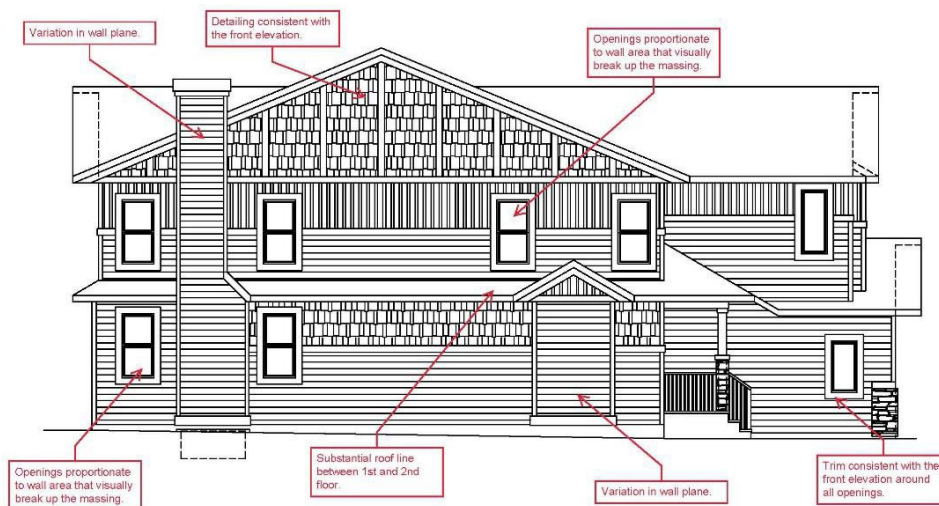 Variation in wall plane.
Detailing consistent with
the front elevation.
Openings proportionate
to wall area that visually
break up the massing.
Openings proportionate
to wall area that visually
break up the massing.
Substantial roof line
between 1st and 2nd
floor.
Variation in wall plane.
Trim consistent with the
front elevation around
all openings.